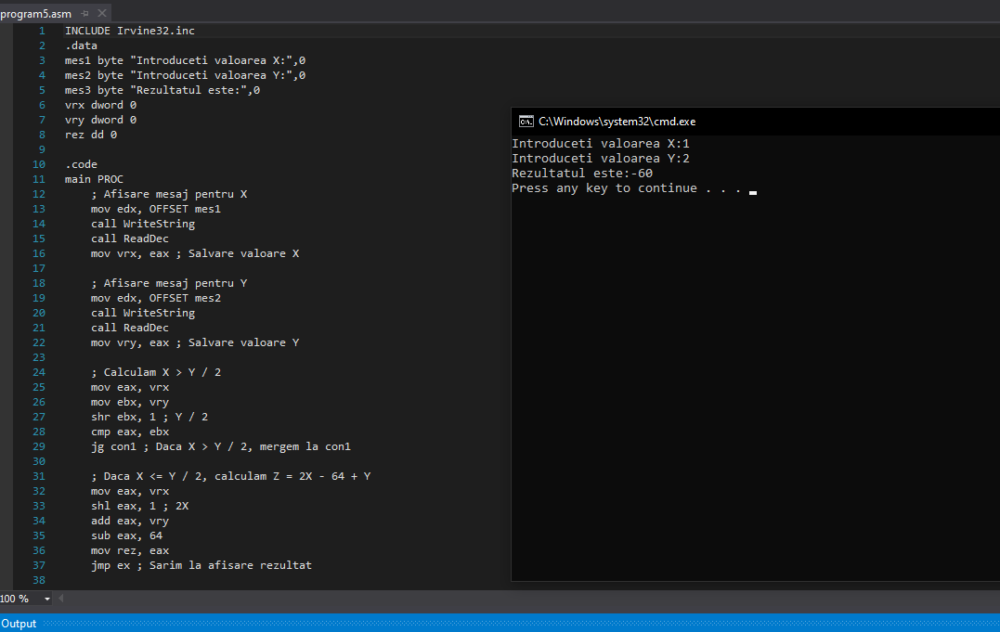 program5.asm
1 INCLUDE Irvine32.inc
2 .data
3 mes1 byte "Introduceti valoarea X:",0
4 mes2 byte "Introduceti valoarea Y:",0
5 mes3 byte "Rezultatul este:",0
6 vrx dword 0
7 vry dword 0
8 rez dd 0
9
10 .code
11 main PROC
12 ; Afisare mesaj pentru X
13 mov edx, OFFSET mes1
14 call WriteString
15 call ReadDec
16 mov vrx, eax ; Salvare valoare X
17
18 ; Afisare mesaj pentru Y
19 mov edx, OFFSET mes2
20 call WriteString
21 call ReadDec
22 mov vry, eax ; Salvare valoare Y
23
24 ; Calculam X > Y / 2
25 mov eax, vrx
26 mov ebx, vry
27 shr ebx, 1 ; Y / 2
28 cmp eax, ebx
29 jg con1 ; Daca X > Y / 2, mergem la con1
30
31 ; Daca X <= Y / 2, calculam Z = 2X - 64 + Y
32 mov eax, vrx
33 shl eax, 1 ; 2X
34 add eax, vry
35 sub eax, 64
36 mov rez, eax
37 jmp ex ; Sarim la afisare rezultat
38
100 %
Output
C:\Windows\system32\cmd.exe
Introduceti valoarea X:1
Introduceti valoarea Y:2
Rezultatul este:-60
Press any key to continue . . .